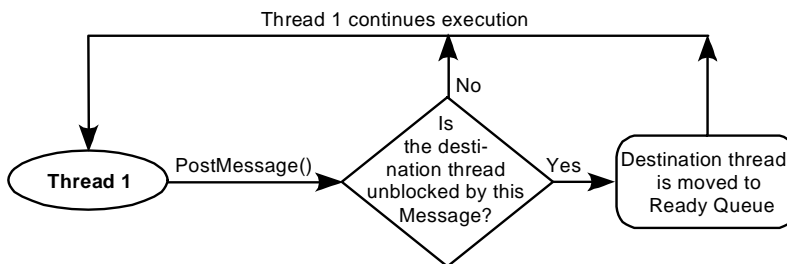 Thread 1 continues execution
No
Thread 1
PostMessage()
Is
the desti-
nation thread
unblocked by this
Message?
Yes
Destination thread
is moved to
Ready Queue